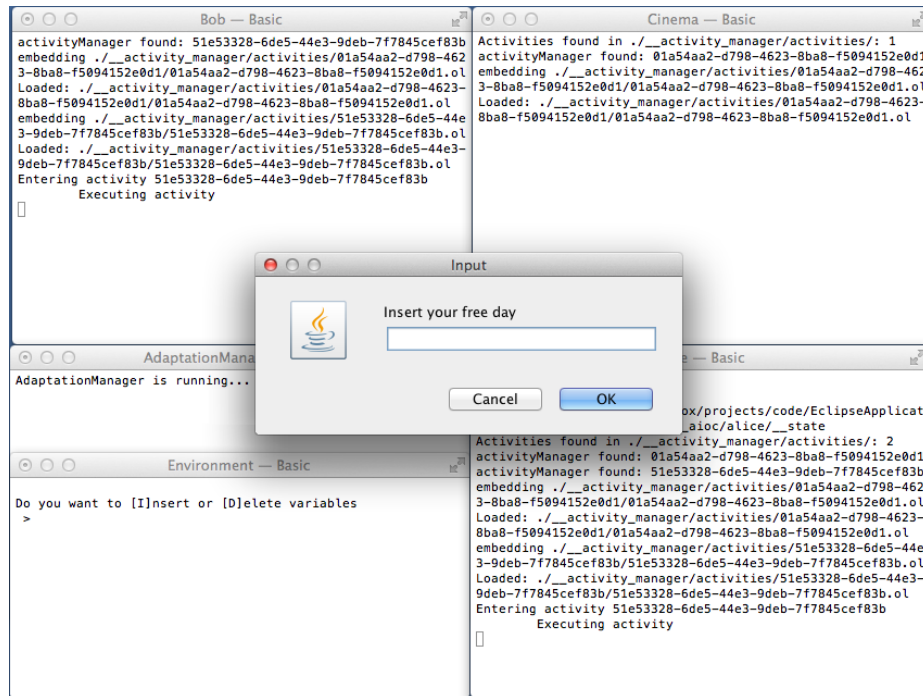 Bob — Basic
activityManager found: 51e53328-6de5-44e3-9deb-7f7845cef83b
embedding ./__activity_manager/activities/01a54aa2-d798-462
3-8ba8-f5094152e0d1/01a54aa2-d798-4623-8ba8-f5094152e0d1.ol
Loaded: ./__activity_manager/activities/01a54aa2-d798-4623-
8ba8-f5094152e0d1/01a54aa2-d798-4623-8ba8-f5094152e0d1.ol
embedding ./__activity_manager/activities/51e53328-6de5-44e
3-9deb-7f7845cef83b/51e53328-6de5-44e3-9deb-7f7845cef83b.ol
Loaded: ./__activity_manager/activities/51e53328-6de5-44e3-
9deb-7f7845cef83b/51e53328-6de5-44e3-9deb-7f7845cef83b.ol
Entering activity 51e53328-6de5-44e3-9deb-7f7845cef83b
Executing activity
Cinema — Basic
Activities found in ./__activity_manager/activities/: 1
activityManager found: 01a54aa2-d798-4623-8ba8-f5094152e0d1
embedding ./__activity_manager/activities/01a54aa2-d798-462
3-8ba8-f5094152e0d1/01a54aa2-d798-4623-8ba8-f5094152e0d1.ol
Loaded: ./__activity_manager/activities/01a54aa2-d798-4623-
8ba8-f5094152e0d1/01a54aa2-d798-4623-8ba8-f5094152e0d1.ol
Input
Insert your free day
Cancel
OK
AdaptationMana
AdaptationManager is running...
Environment — Basic
Do you want to [I]nsert or [D]elete variables
>
e — Basic
ox/projects/code/EclipseApplicat
_aioc/alice/__state
Activities found in ./__activity_manager/activities/: 2
activityManager found: 01a54aa2-d798-4623-8ba8-f5094152e0d1
activityManager found: 51e53328-6de5-44e3-9deb-7f7845cef83b
embedding ./__activity_manager/activities/01a54aa2-d798-462
3-8ba8-f5094152e0d1/01a54aa2-d798-4623-8ba8-f5094152e0d1.ol
Loaded: ./__activity_manager/activities/01a54aa2-d798-4623-
8ba8-f5094152e0d1/01a54aa2-d798-4623-8ba8-f5094152e0d1.ol
embedding ./__activity_manager/activities/51e53328-6de5-44e
3-9deb-7f7845cef83b/51e53328-6de5-44e3-9deb-7f7845cef83b.ol
Loaded: ./__activity_manager/activities/51e53328-6de5-44e3-
9deb-7f7845cef83b/51e53328-6de5-44e3-9deb-7f7845cef83b.ol
Entering activity 51e53328-6de5-44e3-9deb-7f7845cef83b
Executing activity